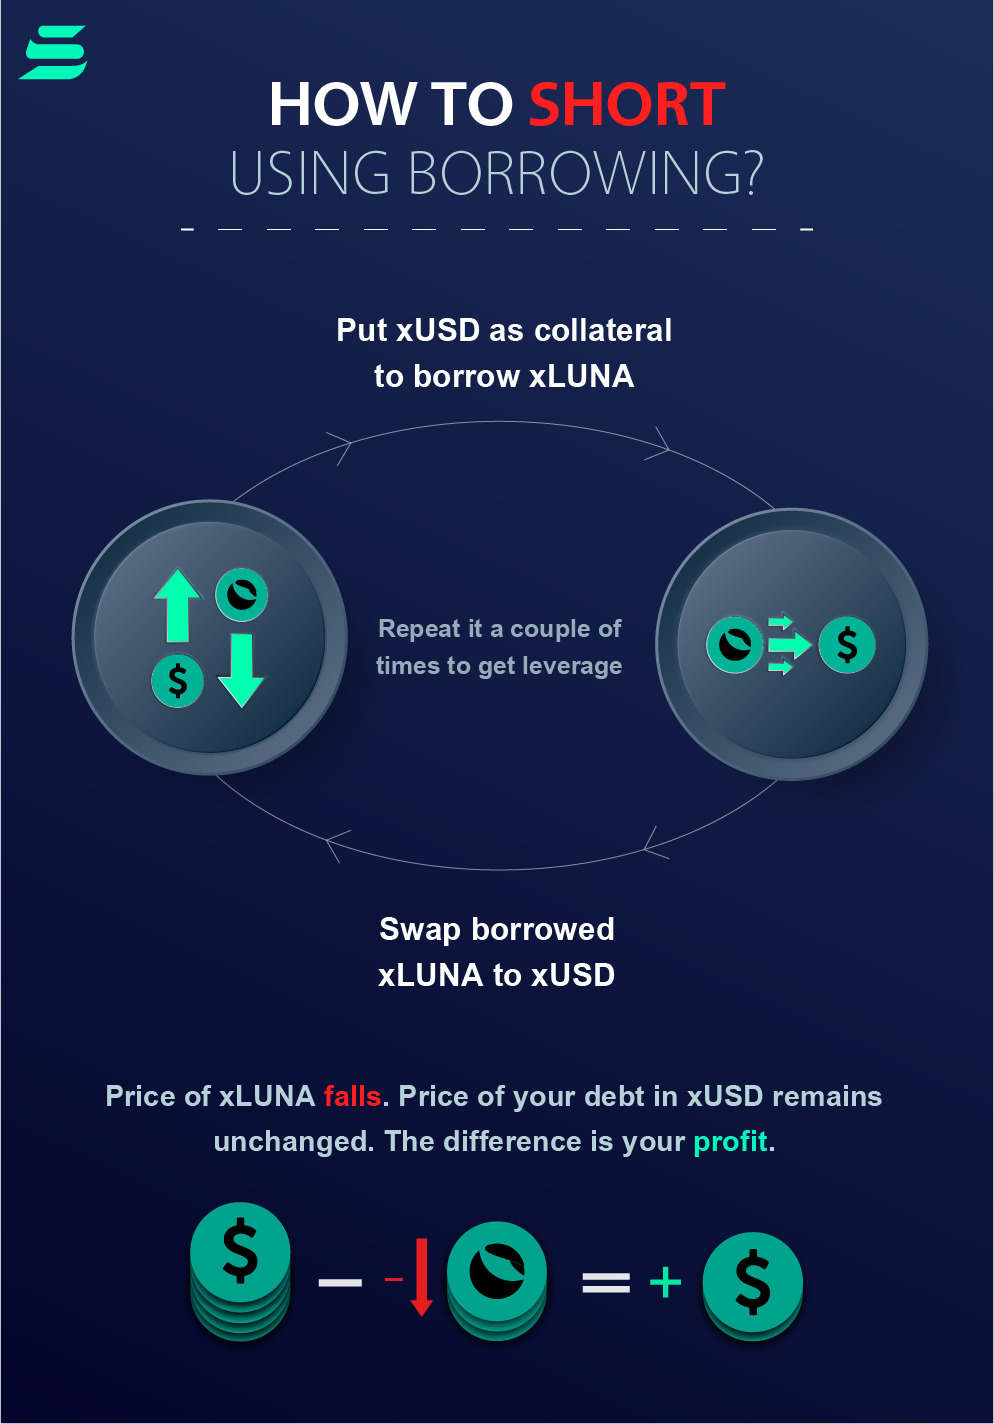 HOW TO SHORT
USING BORROWING?
Put xUSD as collateral
to borrow xLUNA
Repeat it a couple of
times to get leverage
$
$
Swap borrowed
xLUNA to xUSD
Price of xLUNA falls. Price of your debt in xUSD remains
unchanged. The difference is your profit.
$ — - = + $